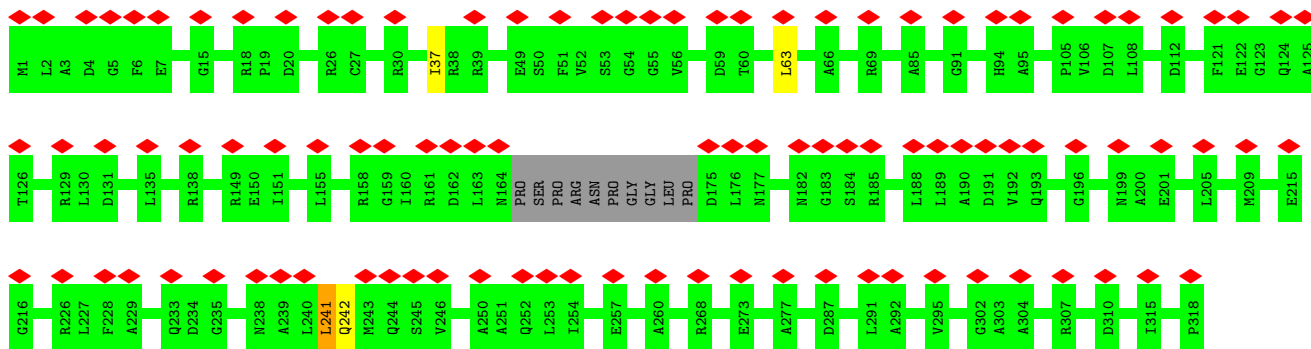 M1 L2 A3 D4 G5 F6 E7 G15 R18 P19 D20 R26 C27 R30 I37 R38 R39 E49 S50 F51 V52 S53 G54 G55 V56 D59 T60 L63 A66 R69 A85 G91 H94 A95 P105 V106 D107 L108 D112 F121 E122 G123 Q124 A125
T126 R129 L130 D131 L135 R138 R149 E150 I151 L155 R158 G159 I160 R161 D162 L163 N164 PRO SER PRO ARG ASN PRO GLY GLY LEU PRO D175 L176 N177 N182 G183 S184 R185 L188 L189 A190 D191 V192 Q193 G196 N199 A200 E201 L205 M209 E215
G216 R226 L227 F228 A229 Q233 D234 G235 N238 A239 L240 L241 Q242 M243 Q244 S245 V246 A250 A251 Q252 L253 I254 E257 A260 R268 E273 A277 D287 L291 A292 V295 G302 A303 A304 R307 D310 I315 P318